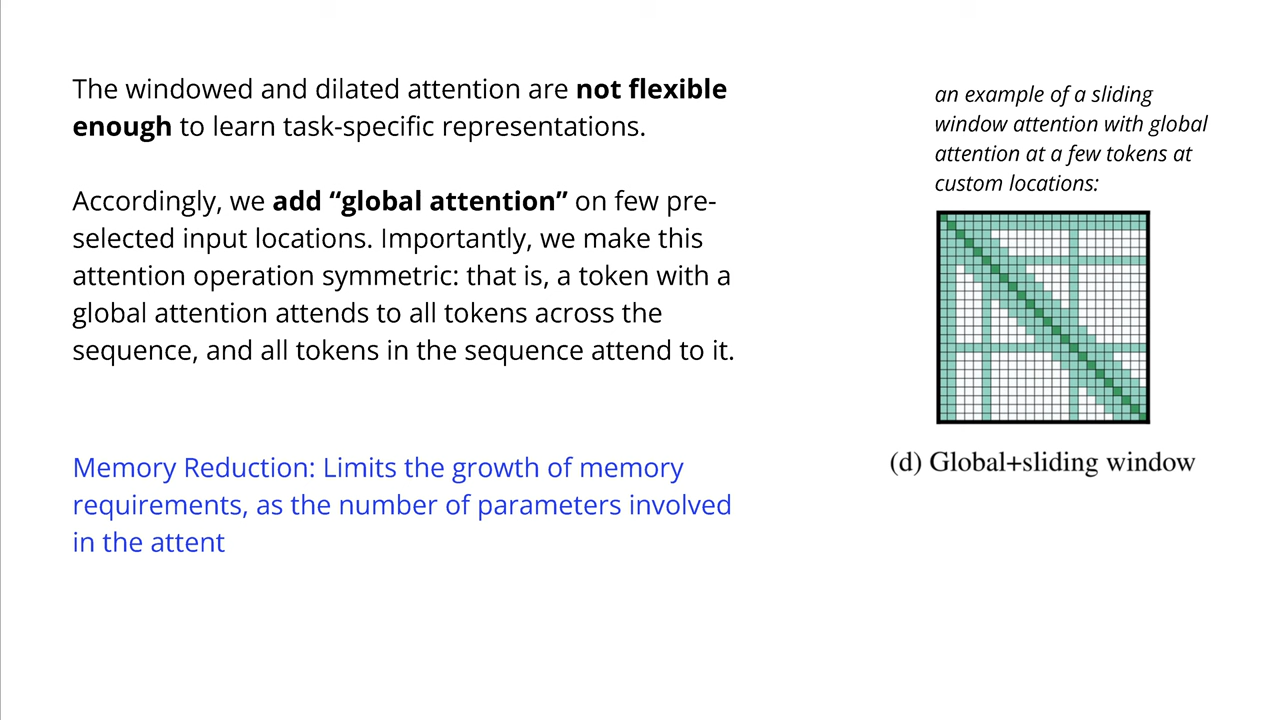 The windowed and dilated attention are not flexible
enough to learn task-specific representations.
Accordingly, we add “global attention” on few pre-
selected input locations. Importantly, we make this
attention operation symmetric: that is, a token with a
global attention attends to all tokens across the
sequence, and all tokens in the sequence attend to it.
Memory Reduction: Limits the growth of memory
requirements, as the number of parameters involved
in the attent
an example of a sliding
window attention with global
attention at a few tokens at
custom locations:
(d) Global+sliding window